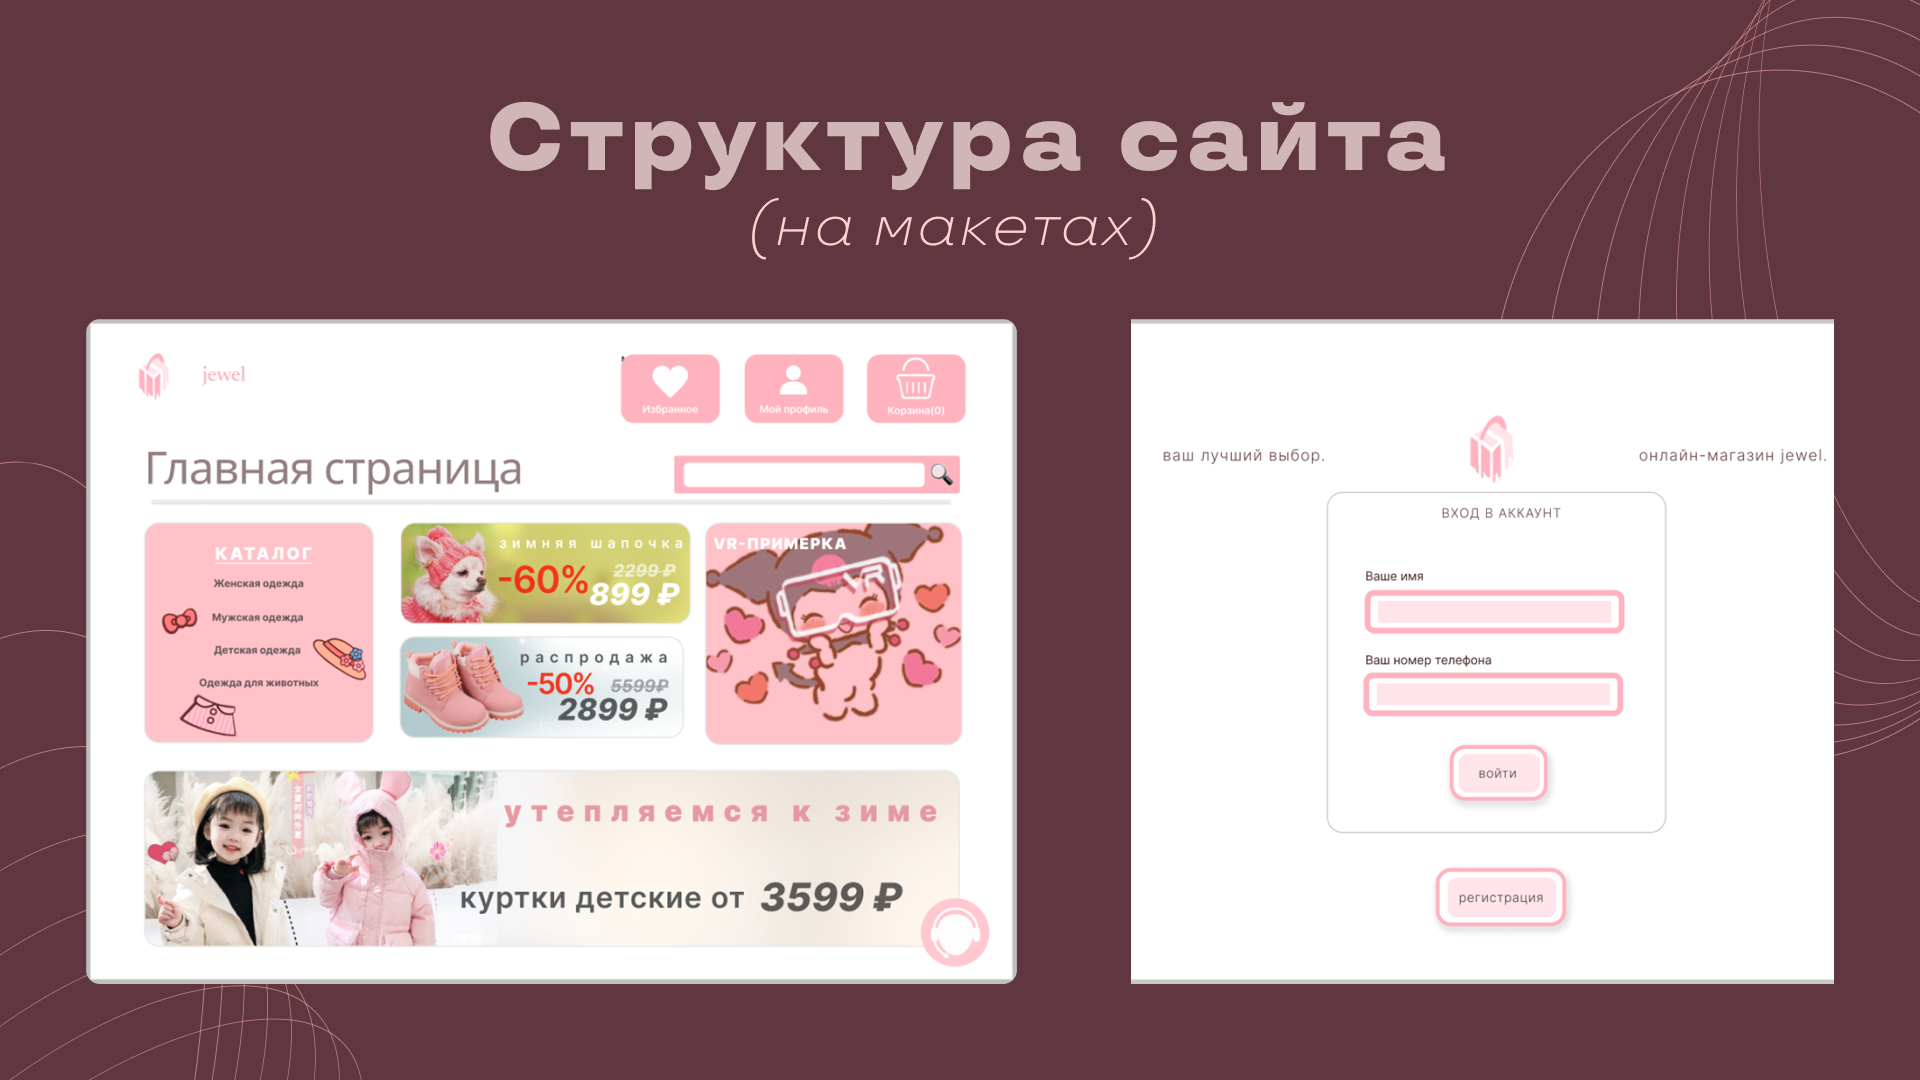 Структура сайта
(на макетах)
jewel
Избранное
Мой профиль
Корзина(0)
Главная страница
КАТАЛОГ
Женская одежда
Мужская одежда
Детская одежда
Одежда для животных
зимняя шапочка
-60%
2299 ₽
899 ₽
распродажа
-50%
5599₽
2899 ₽
VR-ПРИМЕРКА
VR
утепляемся к зиме
куртки детские от 3599 ₽
ваш лучший выбор.
онлайн-магазин jewel.
ВХОД В АККАУНТ
Ваше имя
Ваш номер телефона
войти
регистрация